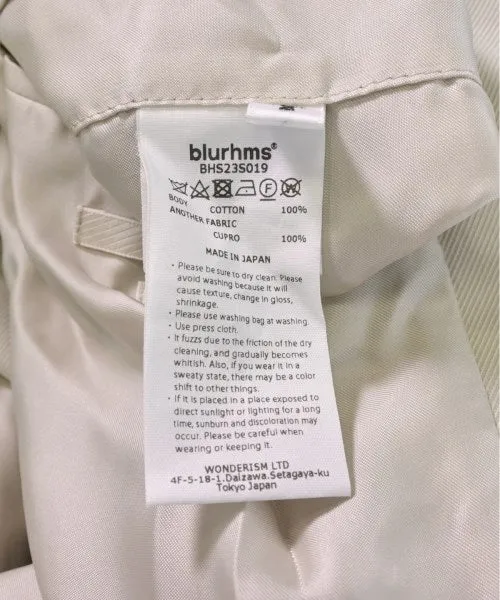 blurhms®
BHS23S019
BODY
COTTON 100%
ANOTHER FABRIC
CUPRO 100%
MADE IN JAPAN
• Please be sure to dry clean. Please
avoid washing because it will
cause texture, change in gloss,
shrinkage.
• Please use washing bag at washing.
• Use press cloth.
• It fuzzs due to the friction of the dry
cleaning, and gradually becomes
whitish. Also, if you wear it in a
sweaty state, there may be a color
shift to other things.
• If it is placed in a place exposed to
direct sunlight or lighting for a long
time, sunburn and discoloration may
occur. Please be careful when
wearing or keeping it.
WONDERISM LTD
4F-5-18-1.Daizawa.Setagaya-ku
Tokyo Japan